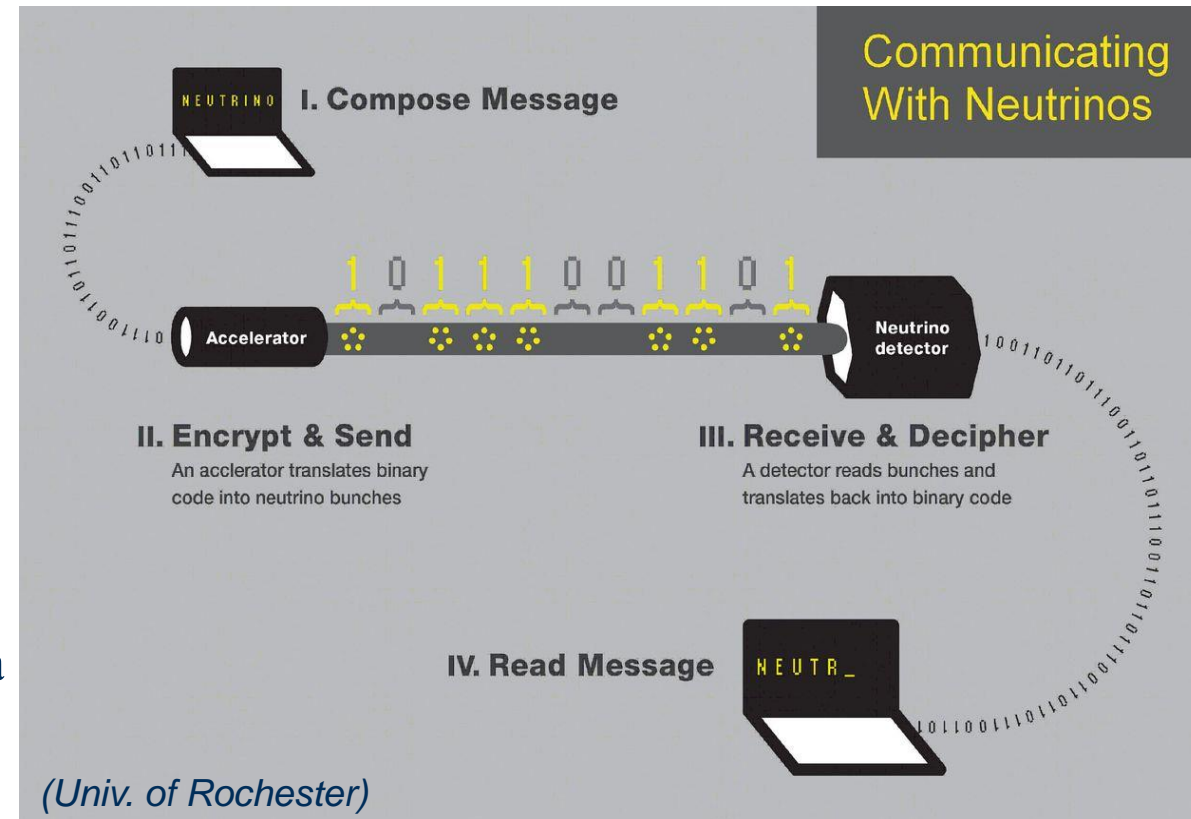 Communicating
With Neutrinos
NEUTRINO
I. Compose Message
1 0 1 1 1 0 0 1 1 0 1
Accelerator
Neutrino
detector
II. Encrypt & Send
An acclerator translates binary
code into neutrino bunches
III. Receive & Decipher
A detector reads bunches and
translates back into binary code
IV. Read Message
NEUTR_
(Univ. of Rochester)